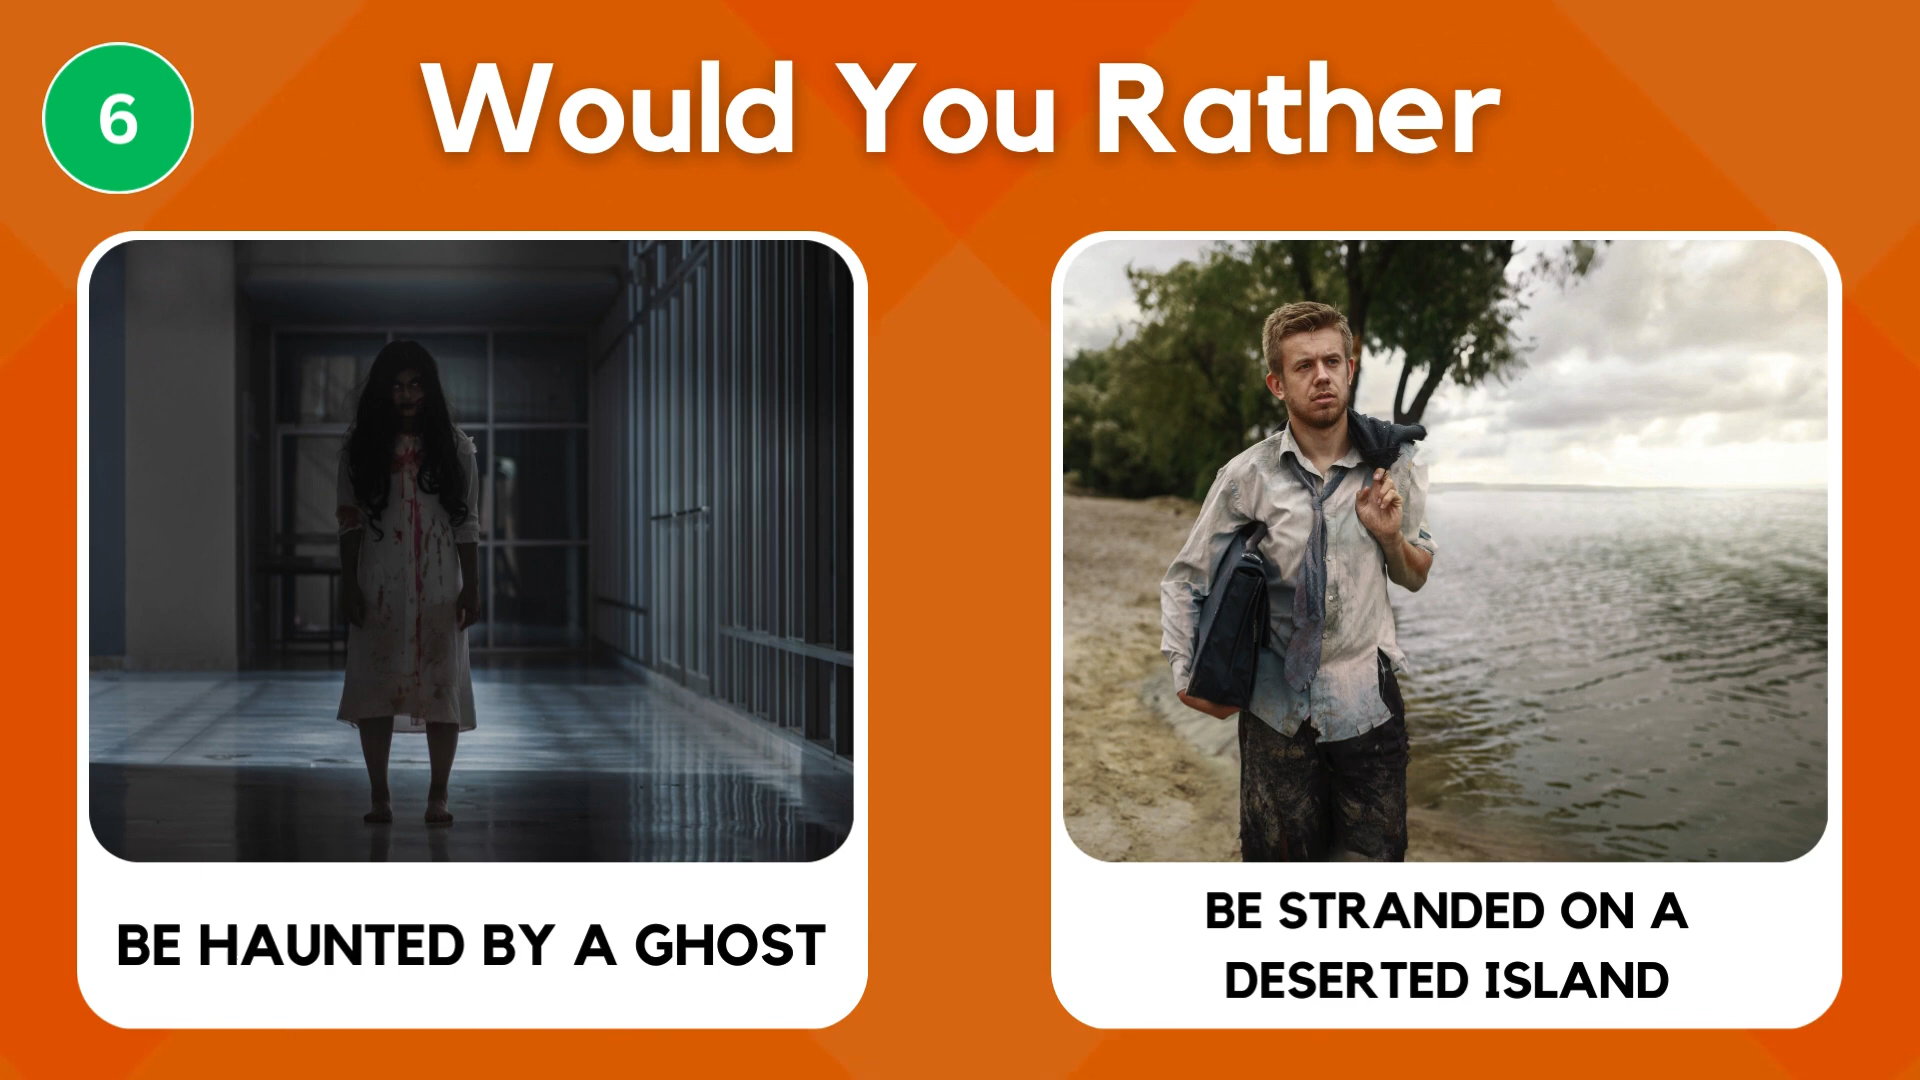 6
Would You Rather
BE HAUNTED BY A GHOST
BE STRANDED ON A
DESERTED ISLAND